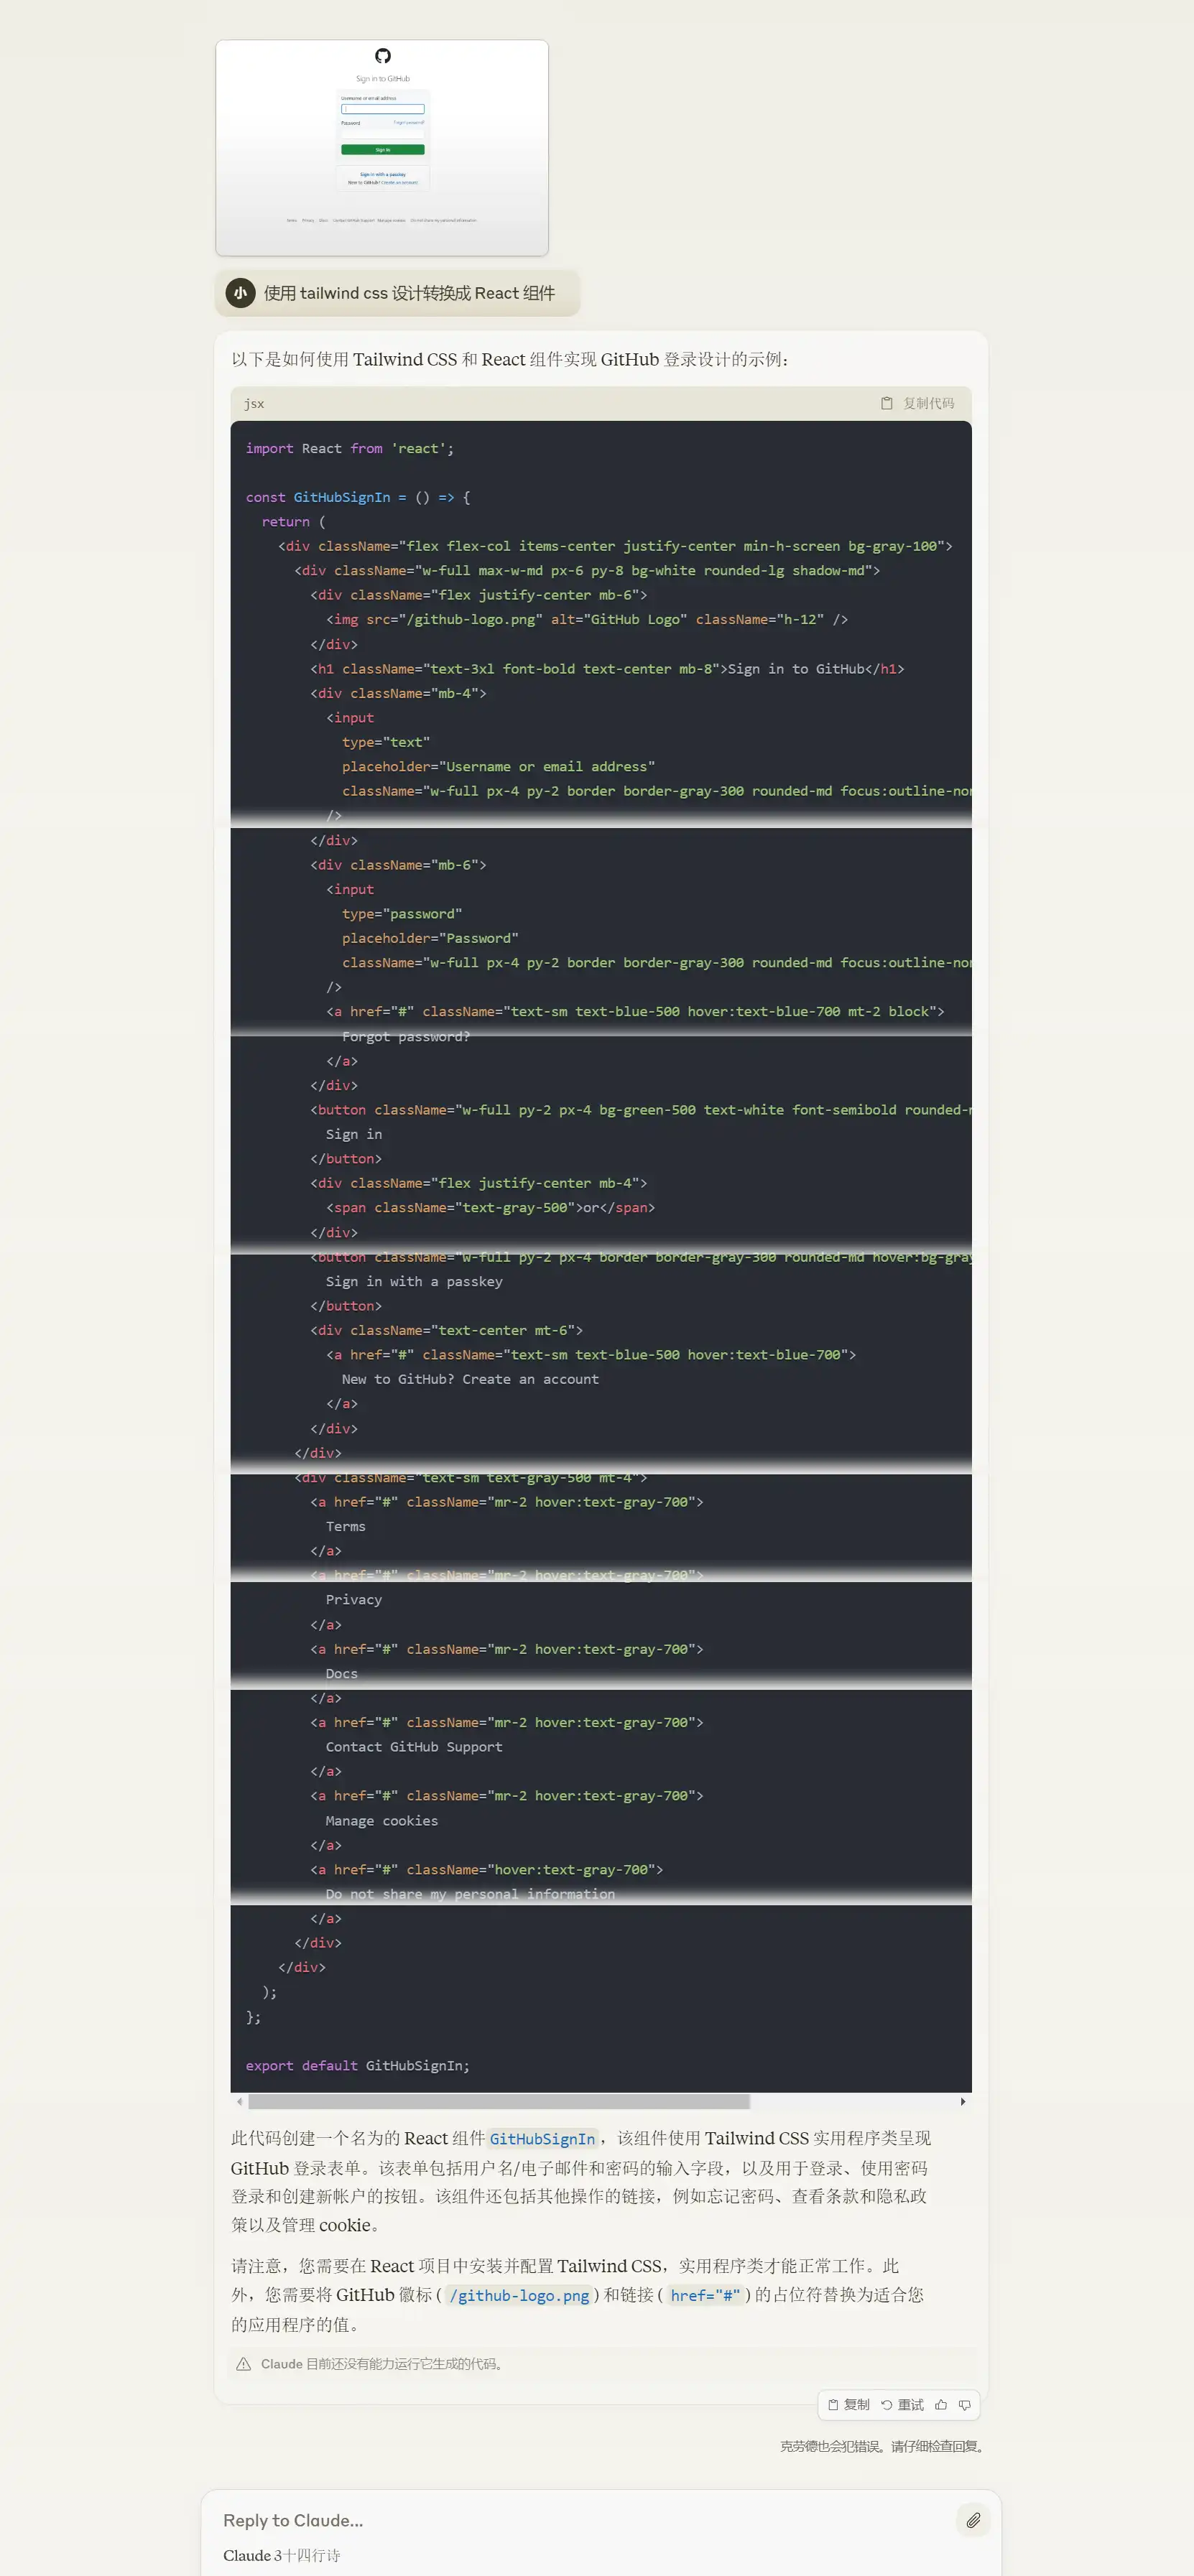 Sign in to GitHub
Username or email address
Password
Forgot password?
Sign in
Sign in with a passkey
New to GitHub? Create an account
Terms Privacy Docs Contact GitHub Support Manage cookies Do not share my personal information
小 使用 tailwind css 设计转换成 React 组件
以下是如何使用 Tailwind CSS 和 React 组件实现 GitHub 登录设计的示例：
jsx 复制代码
import React from 'react';
const GitHubSignIn = () => {
  return (
    <div className="flex flex-col items-center justify-center min-h-screen bg-gray-100">
      <div className="w-full max-w-md px-6 py-8 bg-white rounded-lg shadow-md">
        <div className="flex justify-center mb-6">
          <img src="/github-logo.png" alt="GitHub Logo" className="h-12" />
        </div>
        <h1 className="text-3xl font-bold text-center mb-8">Sign in to GitHub</h1>
        <div className="mb-4">
          <input
            type="text"
            placeholder="Username or email address"
            className="w-full px-4 py-2 border border-gray-300 rounded-md focus:outline-non
          />
        </div>
        <div className="mb-6">
          <input
            type="password"
            placeholder="Password"
            className="w-full px-4 py-2 border border-gray-300 rounded-md focus:outline-non
          />
          <a href="#" className="text-sm text-blue-500 hover:text-blue-700 mt-2 block">
            Forgot password?
          </a>
        </div>
        <button className="w-full py-2 px-4 bg-green-500 text-white font-semibold rounded-m
          Sign in
        </button>
        <div className="flex justify-center mb-4">
          <span className="text-gray-500">or</span>
        </div>
        <button className="w-full py-2 px-4 border border-gray-300 rounded-md hover:bg-gray
          Sign in with a passkey
        </button>
        <div className="text-center mt-6">
          <a href="#" className="text-sm text-blue-500 hover:text-blue-700">
            New to GitHub? Create an account
          </a>
        </div>
      </div>
      <div className="text-sm text-gray-500 mt-4">
        <a href="#" className="mr-2 hover:text-gray-700">
          Terms
        </a>
        <a href="#" className="mr-2 hover:text-gray-700">
          Privacy
        </a>
        <a href="#" className="mr-2 hover:text-gray-700">
          Docs
        </a>
        <a href="#" className="mr-2 hover:text-gray-700">
          Contact GitHub Support
        </a>
        <a href="#" className="mr-2 hover:text-gray-700">
          Manage cookies
        </a>
        <a href="#" className="hover:text-gray-700">
          Do not share my personal information
        </a>
      </div>
    </div>
  );
};
export default GitHubSignIn;
此代码创建一个名为的 React 组件 GitHubSignIn，该组件使用 Tailwind CSS 实用程序类呈现
GitHub 登录表单。该表单包括用户名/电子邮件和密码的输入字段，以及用于登录、使用密码
登录和创建新帐户的按钮。该组件还包括其他操作的链接，例如忘记密码、查看条款和隐私政
策以及管理 cookie。
请注意，您需要在 React 项目中安装并配置 Tailwind CSS，实用程序类才能正常工作。此
外，您需要将 GitHub 徽标 ( /github-logo.png ) 和链接 ( href="#" ) 的占位符替换为适合您
的应用程序的值。
Claude 目前还没有能力运行它生成的代码。
复制 重试
克劳德也会犯错误。请仔细检查回复。
Reply to Claude...
Claude 3十四行诗